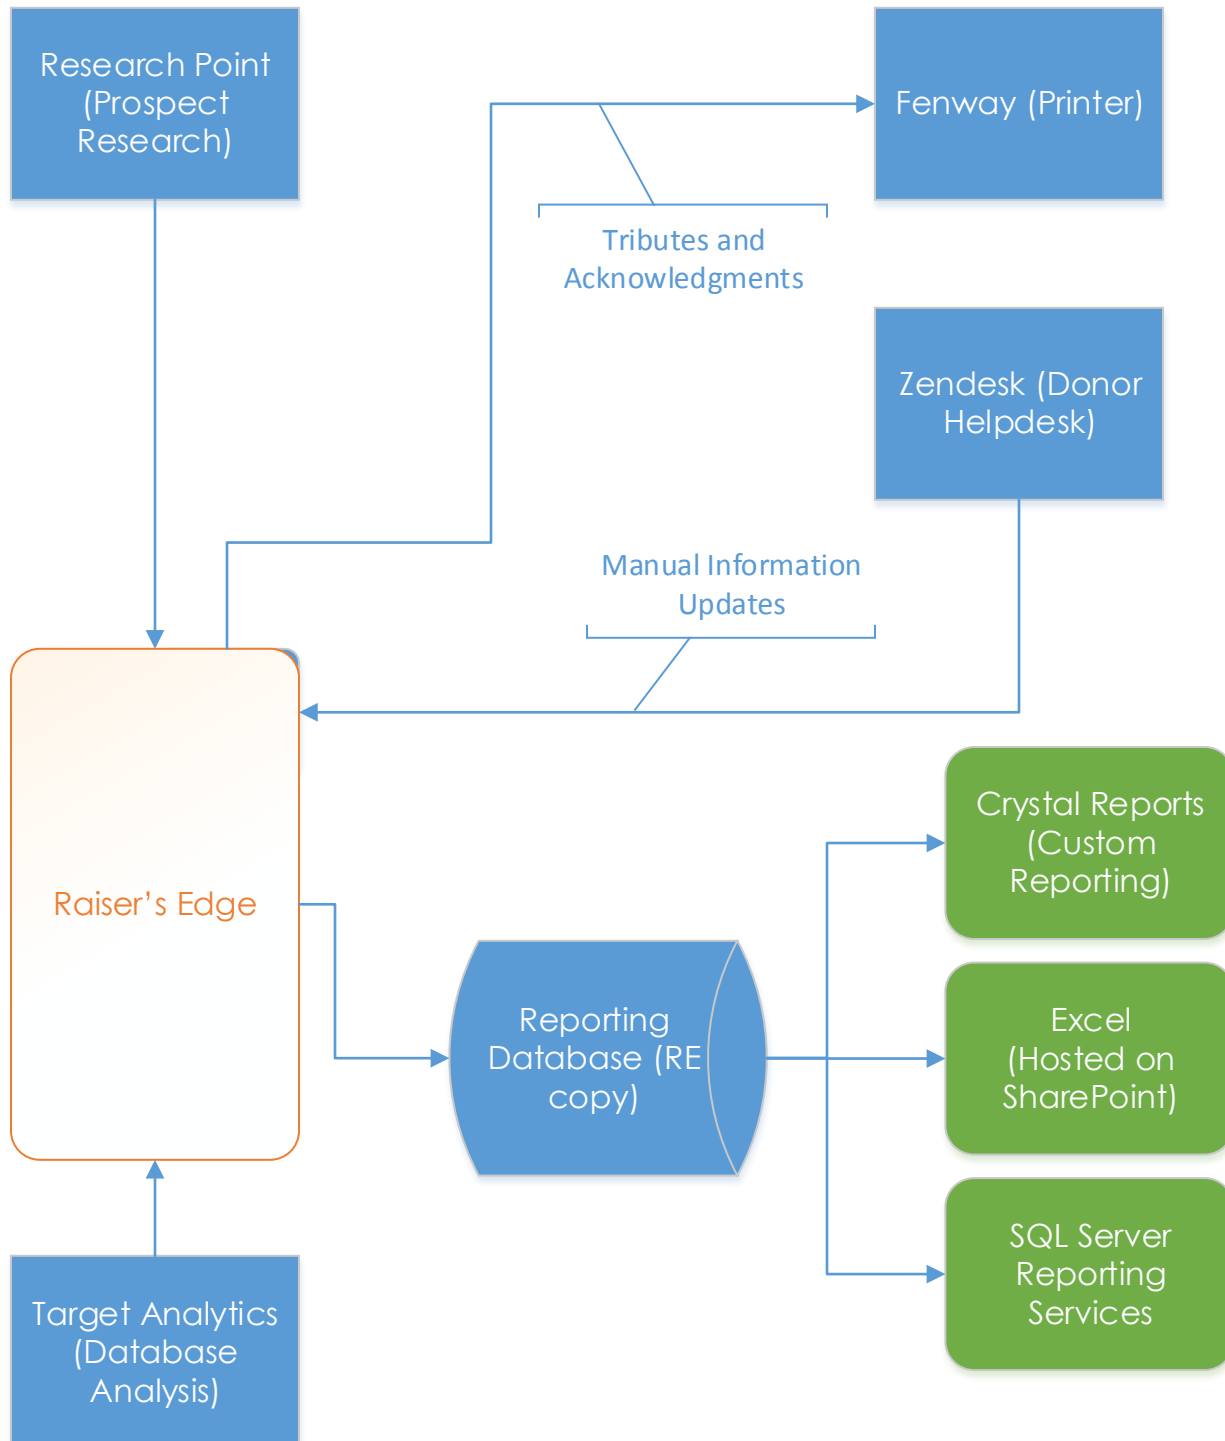 Research Point
(Prospect
Research)
Fenway (Printer)
Tributes and
Acknowledgments
Zendesk (Donor
Helpdesk)
Manual Information
Updates
Raiser’s Edge
Crystal Reports
(Custom
Reporting)
Reporting
Database (RE
copy)
Excel
(Hosted on
SharePoint)
SQL Server
Reporting
Services
Target Analytics
(Database
Analysis)